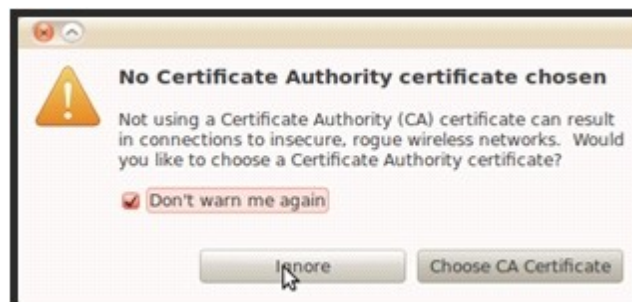 No Certificate Authority certificate chosen
Not using a Certificate Authority (CA) certificate can result
in connections to insecure, rogue wireless networks. Would
you like to choose a Certificate Authority certificate?
Don't warn me again
Ignore
Choose CA Certificate